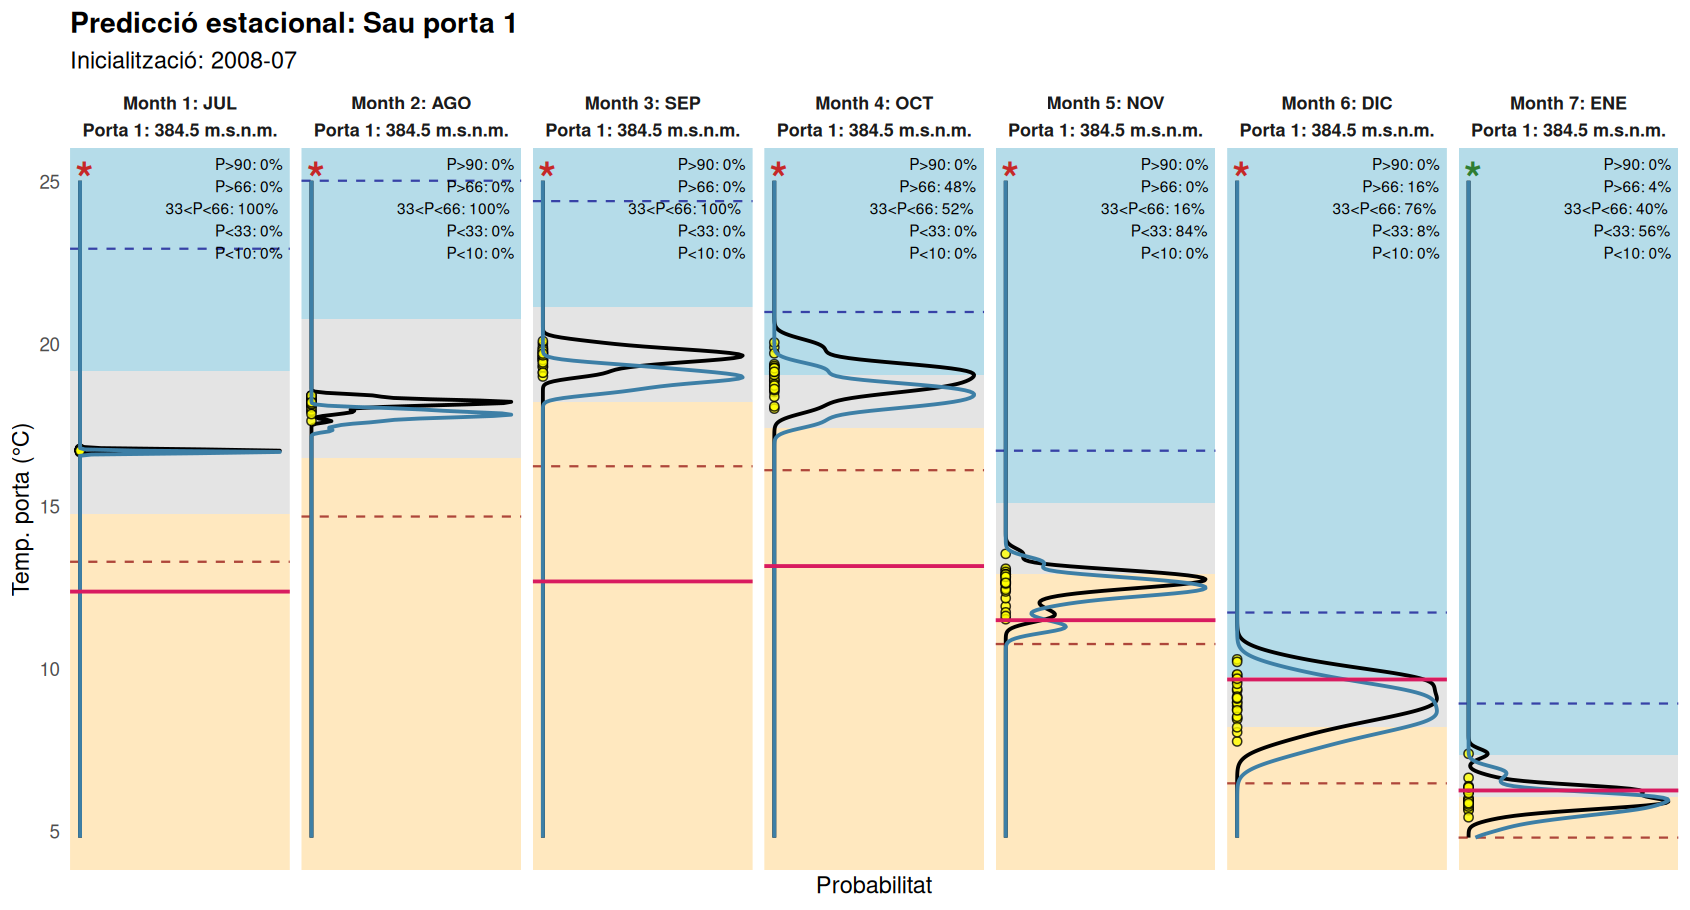 Predicció estacional: Sau porta 1
Inicialització: 2008-07
Month 1: JUL
Porta 1: 384.5 m.s.n.m.
Month 2: AGO
Porta 1: 384.5 m.s.n.m.
Month 3: SEP
Porta 1: 384.5 m.s.n.m.
Month 4: OCT
Porta 1: 384.5 m.s.n.m.
Month 5: NOV
Porta 1: 384.5 m.s.n.m.
Month 6: DIC
Porta 1: 384.5 m.s.n.m.
Month 7: ENE
Porta 1: 384.5 m.s.n.m.
Temp. porta (°C)
25
20
15
10
5
*
P>90: 0%
P>66: 0%
33<P<66: 100%
P<33: 0%
P<10: 0%
*
P>90: 0%
P>66: 0%
33<P<66: 100%
P<33: 0%
P<10: 0%
*
P>90: 0%
P>66: 0%
33<P<66: 100%
P<33: 0%
P<10: 0%
*
P>90: 0%
P>66: 48%
33<P<66: 52%
P<33: 0%
P<10: 0%
*
P>90: 0%
P>66: 0%
33<P<66: 16%
P<33: 84%
P<10: 0%
*
P>90: 0%
P>66: 16%
33<P<66: 76%
P<33: 8%
P<10: 0%
*
P>90: 0%
P>66: 4%
33<P<66: 40%
P<33: 56%
P<10: 0%
Probabilitat